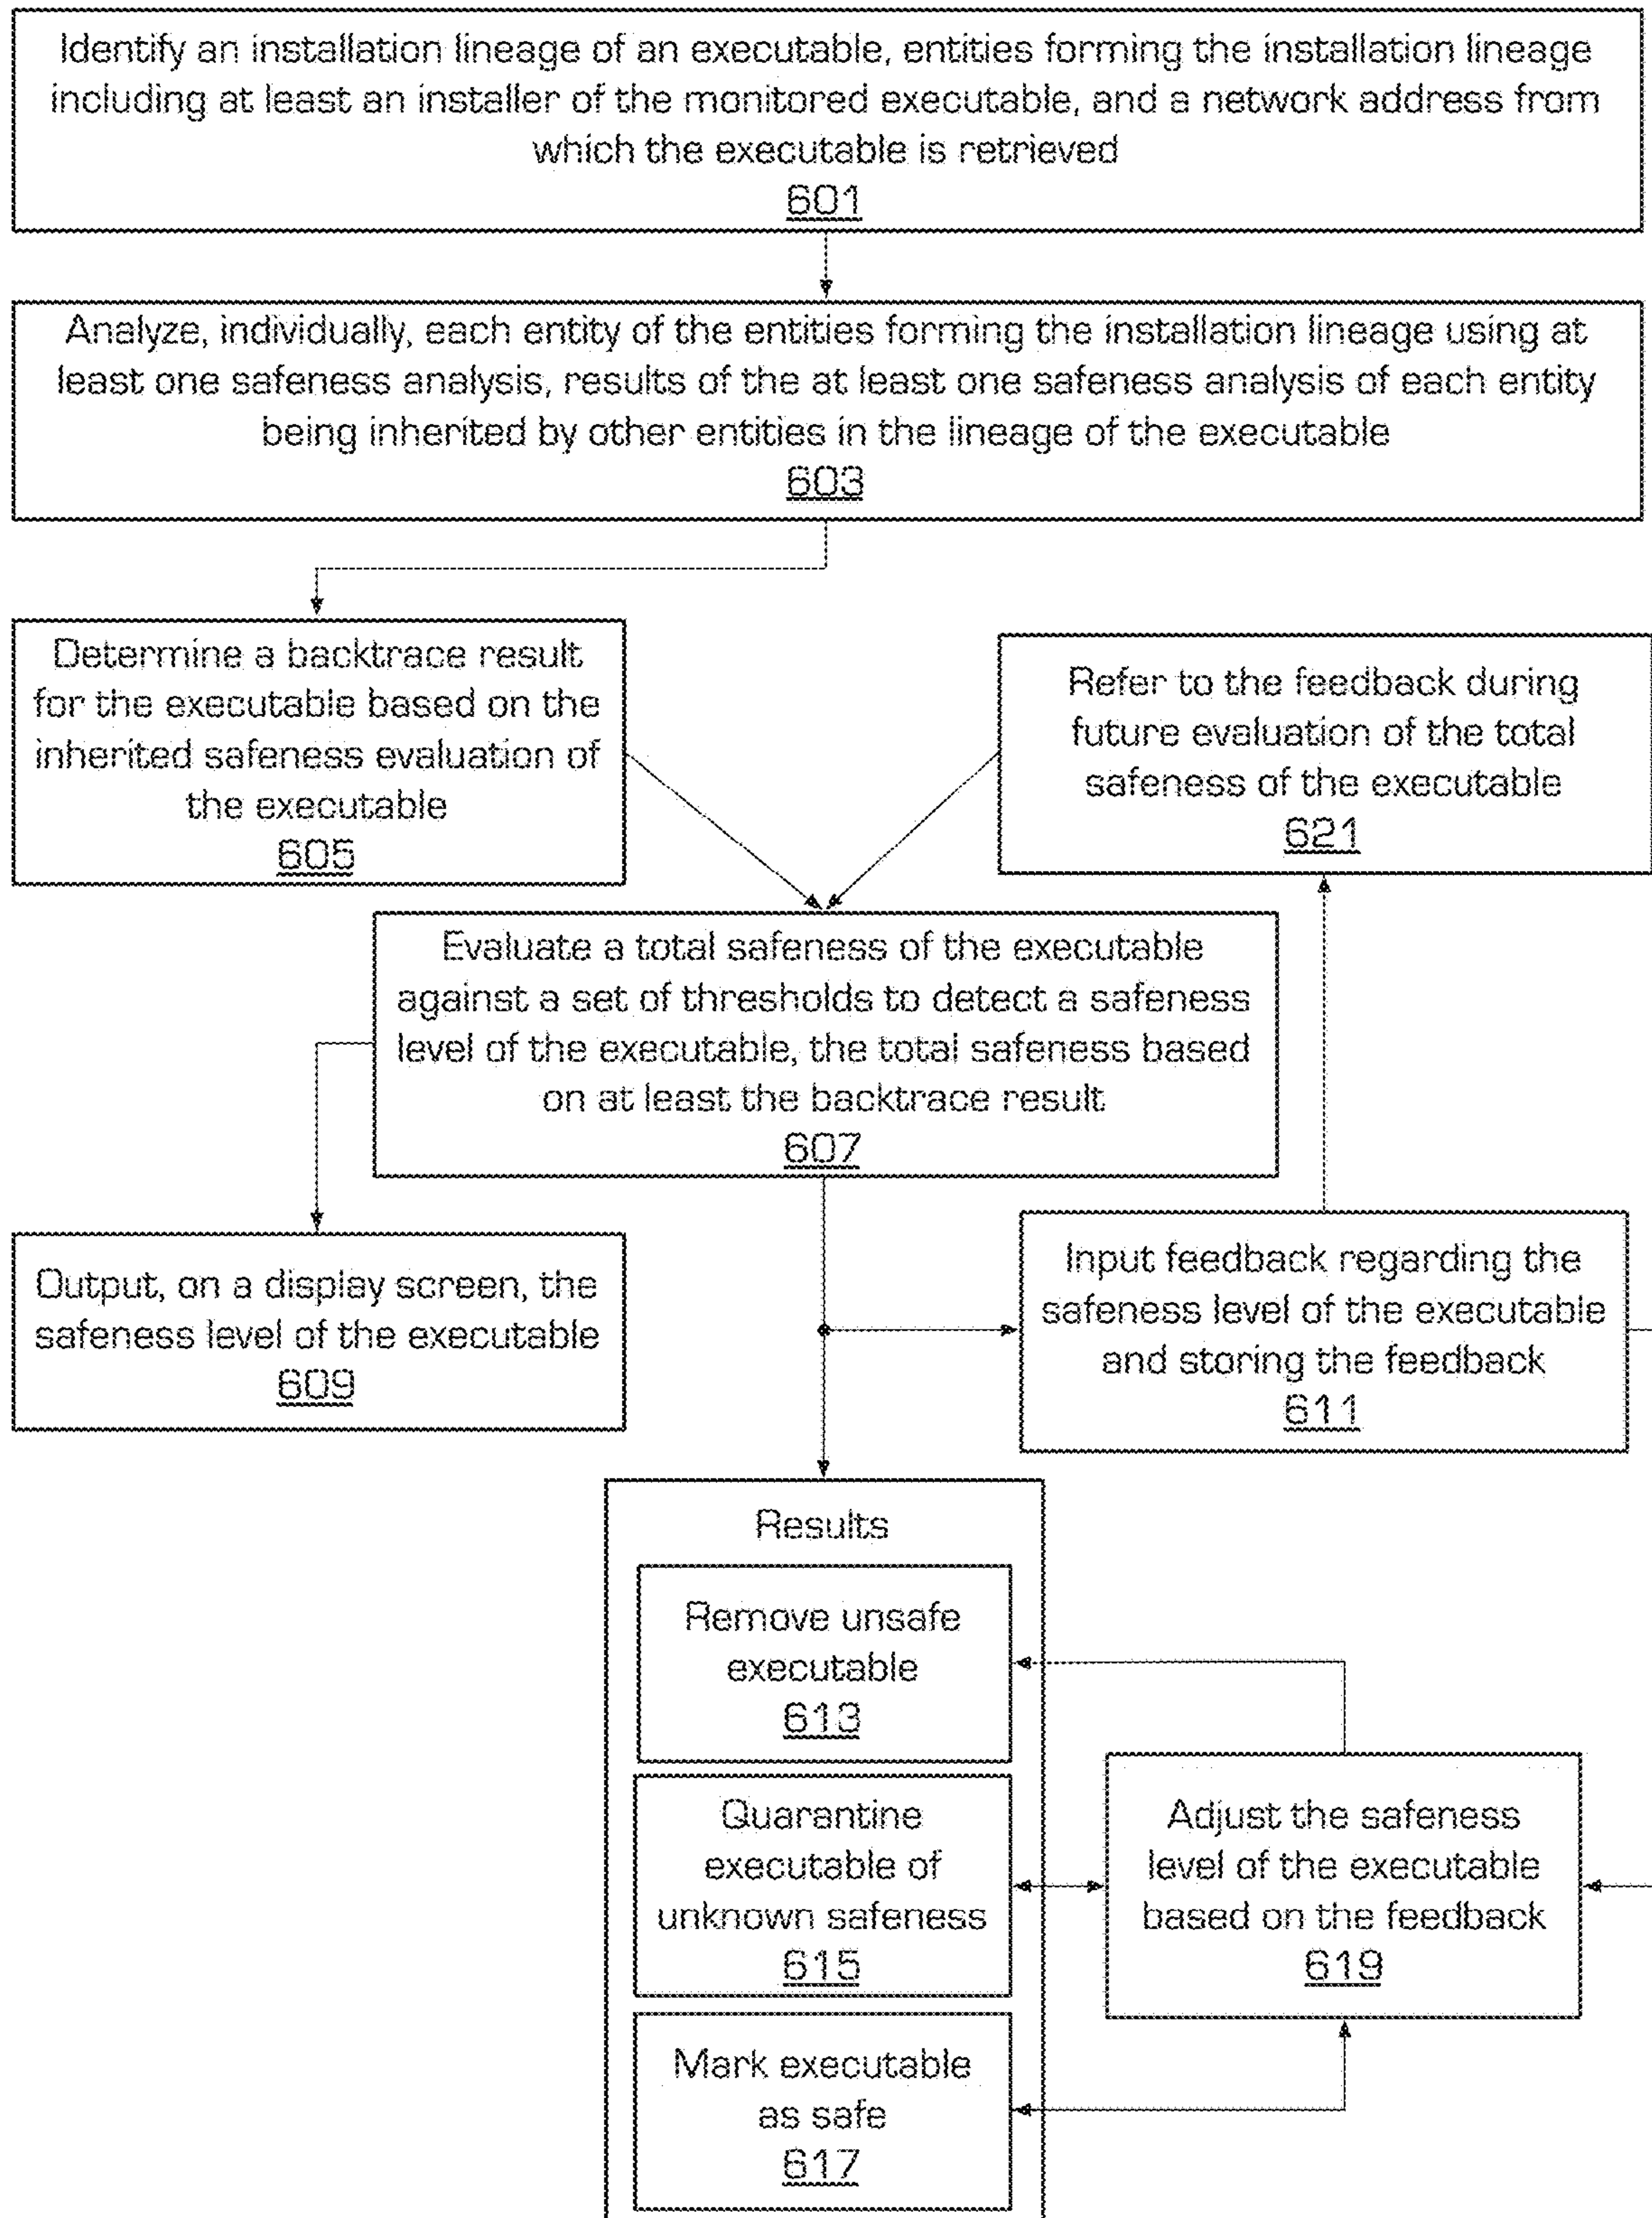 Identify an installation lineage of an executable, entities forming the installation lineage
including at least an installer of the monitored executable, and a network address from
which the executable is retrieved
601
Analyze, individually, each entity of the entities forming the installation lineage using at
least one safeness analysis, results of the at least one safeness analysis of each entity
being inherited by other entities in the lineage of the executable
603
Determine a backtrace result
for the executable based on the
inherited safeness evaluation of
the executable
605
Refer to the feedback during
future evaluation of the total
safeness of the executable
621
Evaluate a total safeness of the executable
against a set of thresholds to detect a safeness
level of the executable, the total safeness based
on at least the backtrace result
607
Output, on a display screen, the
safeness level of the executable
609
Input feedback regarding the
safeness level of the executable
and storing the feedback
611
Results
Remove unsafe
executable
613
Quarantine
executable of
unknown safeness
615
Adjust the safeness
level of the executable
based on the feedback
619
Mark executable
as safe
617